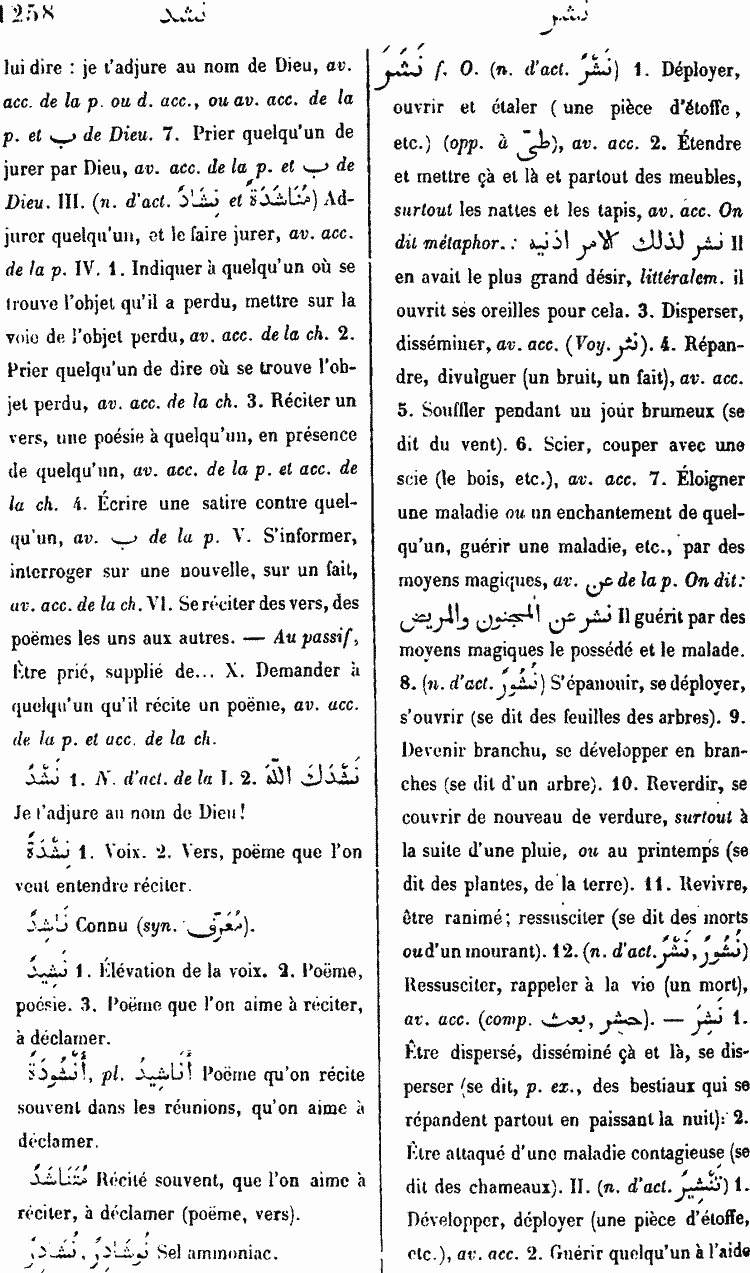 1258 نشد نشر
lui dire : je t'adjure au nom de Dieu, av.
acc. de la p. ou d. acc., ou av. acc. de la
p. et ب de Dieu. 7. Prier quelqu'un de
jurer par Dieu, av. acc. de la p. et ب de
Dieu. III. (n. d'act. نِشَادٌ et مُنَاشَدَةٌ) Ad-
jurer quelqu'un, et le faire jurer, av. acc.
de la p. IV. 1. Indiquer à quelqu'un où se
trouve l'objet qu'il a perdu, mettre sur la
voie de l'objet perdu, av. acc. de la ch. 2.
Prier quelqu'un de dire où se trouve l'ob-
jet perdu, av. acc. de la ch. 3. Réciter un
vers, une poésie à quelqu'un, en présence
de quelqu'un, av. acc. de la p. et acc. de
la ch. 4. Écrire une satire contre quel-
qu'un, av. ب de la p. V. S'informer,
interroger sur une nouvelle, sur un fait,
av. acc. de la ch. VI. Se réciter des vers, des
poëmes les uns aux autres. — Au passif,
Être prié, supplié de... X. Demander à
quelqu'un qu'il récite un poëme, av. acc.
de la p. et acc. de la ch.
نَشْدٌ 1. N. d'act. de la I. 2. نَشْدَكَ اللّٰهَ
Je t'adjure au nom de Dieu!
نِشْدَةٌ 1. Voix. 2. Vers, poëme que l'on
veut entendre réciter.
نَاشِدٌ Connu (syn. مُعَرِّف).
نَشِيدٌ 1. Élévation de la voix. 2. Poëme,
poésie. 3. Poëme que l'on aime à réciter,
à déclamer.
أُنْشُودَةٌ, pl. أَنَاشِيدُ Poëme qu'on récite
souvent dans les réunions, qu'on aime à
déclamer.
مُتَنَاشَدٌ Récité souvent, que l'on aime à
réciter, à déclamer (poëme, vers).
نُوشَادِرٌ, نُشَادِرٌ Sel ammoniac.
نَشَرَ f. O. (n. d'act. نَشْرٌ) 1. Déployer,
ouvrir et étaler (une pièce d'étoffe,
etc.) (opp. à طىّ), av. acc. 2. Étendre
et mettre çà et là et partout des meubles,
surtout les nattes et les tapis, av. acc. On
dit métaphor. : نشر لذلك الامر اذنيه Il
en avait le plus grand désir, littéralem. il
ouvrit ses oreilles pour cela. 3. Disperser,
disséminer, av. acc. (Voy. نثر). 4. Répan-
dre, divulguer (un bruit, un fait), av. acc.
5. Souffler pendant un jour brumeux (se
dit du vent). 6. Scier, couper avec une
scie (le bois, etc.), av. acc. 7. Éloigner
une maladie ou un enchantement de quel-
qu'un, guérir une maladie, etc., par des
moyens magiques, av. عن de la p. On dit:
نشر عن المجنون والمريض Il guérit par des
moyens magiques le possédé et le malade.
8. (n. d'act. نُشُورٌ) S'épanouir, se déployer,
s'ouvrir (se dit des feuilles des arbres). 9.
Devenir branchu, se développer en bran-
ches (se dit d'un arbre). 10. Reverdir, se
couvrir de nouveau de verdure, surtout à
la suite d'une pluie, ou au printemps (se
dit des plantes, de la terre). 11. Revivre,
être ranimé; ressusciter (se dit des morts
ou d'un mourant). 12. (n. d'act. نُشُورٌ, نَشْرٌ)
Ressusciter, rappeler à la vie (un mort),
av. acc. (comp. حشر, بعث). — نَشِرَ 1.
Être dispersé, disséminé çà et là, se dis-
perser (se dit, p. ex., des bestiaux qui se
répandent partout en paissant la nuit): 2.
Être attaqué d'une maladie contagieuse (se
dit des chameaux). II. (n. d'act. تَنْشِيرٌ) 1.
Développer, déployer (une pièce d'étoffe,
etc.), av. acc. 2. Guérir quelqu'un à l'aide